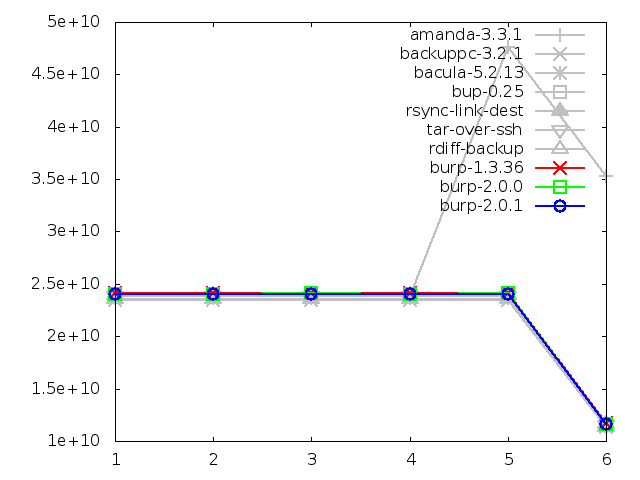 5e+10
4.5e+10
4e+10
3.5e+10
3e+10
2.5e+10
2e+10
1.5e+10
1e+10
1 2 3 4 5 6
amanda-3.3.1
backuppc-3.2.1
bacula-5.2.13
bup-0.25
rsync-link-dest
tar-over-ssh
rdiff-backup
burp-1.3.36
burp-2.0.0
burp-2.0.1